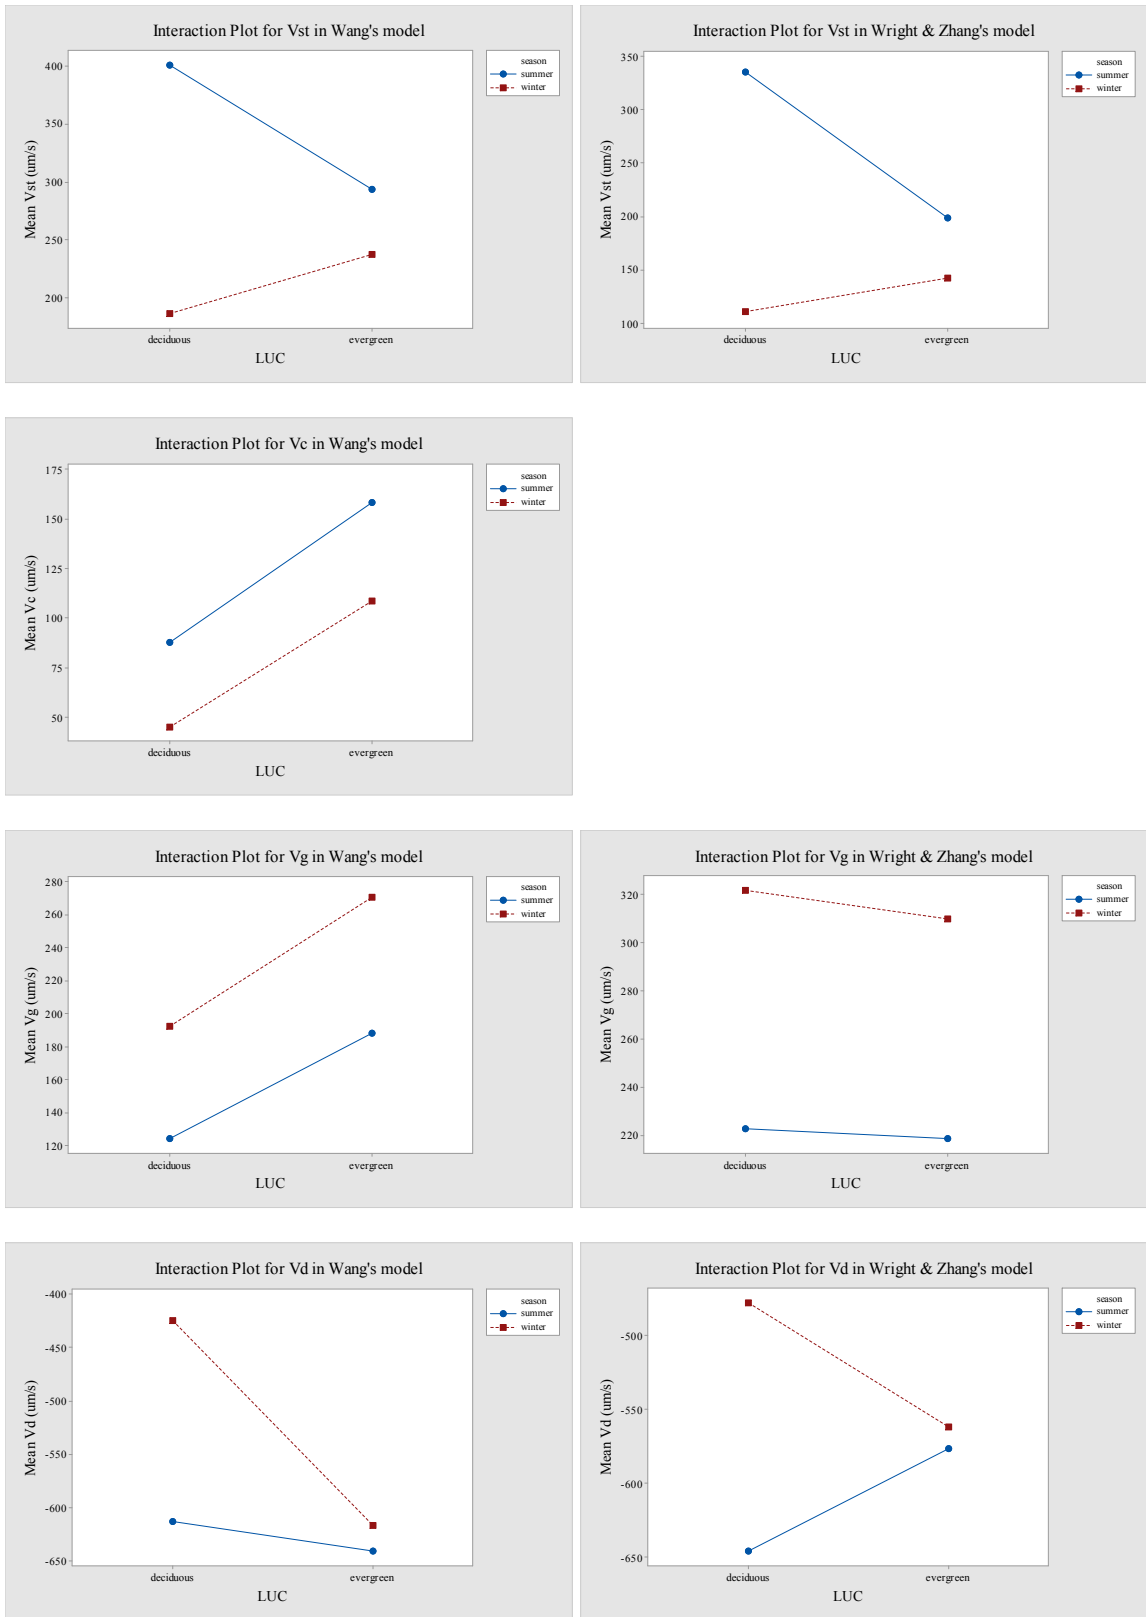 Interaction Plot for Vst in Wang's model
season
summer
winter
Mean Vst (um/s)
400
350
300
250
200
deciduous evergreen
LUC
Interaction Plot for Vst in Wright & Zhang's model
season
summer
winter
Mean Vst (um/s)
350
300
250
200
150
100
deciduous evergreen
LUC
Interaction Plot for Vc in Wang's model
season
summer
winter
Mean Vc (um/s)
175
150
125
100
75
50
deciduous evergreen
LUC
Interaction Plot for Vg in Wang's model
season
summer
winter
Mean Vg (um/s)
280
260
240
220
200
180
160
140
120
deciduous evergreen
LUC
Interaction Plot for Vg in Wright & Zhang's model
season
summer
winter
Mean Vg (um/s)
320
300
280
260
240
220
deciduous evergreen
LUC
Interaction Plot for Vd in Wang's model
season
summer
winter
Mean Vd (um/s)
-400
-450
-500
-550
-600
-650
deciduous evergreen
LUC
Interaction Plot for Vd in Wright & Zhang's model
season
summer
winter
Mean Vd (um/s)
-500
-550
-600
-650
deciduous evergreen
LUC